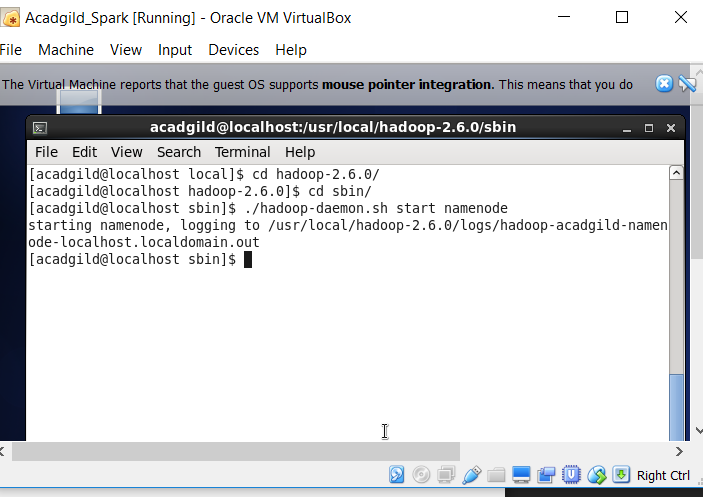 Acadgild_Spark [Running] - Oracle VM VirtualBox
File Machine View Input Devices Help
The Virtual Machine reports that the guest OS supports mouse pointer integration. This means that you do
acadgild@localhost:/usr/local/hadoop-2.6.0/sbin
File Edit View Search Terminal Help
[acadgild@localhost local]$ cd hadoop-2.6.0/
[acadgild@localhost hadoop-2.6.0]$ cd sbin/
[acadgild@localhost sbin]$ ./hadoop-daemon.sh start namenode
starting namenode, logging to /usr/local/hadoop-2.6.0/logs/hadoop-acadgild-namen
ode-localhost.localdomain.out
[acadgild@localhost sbin]$
Right Ctrl